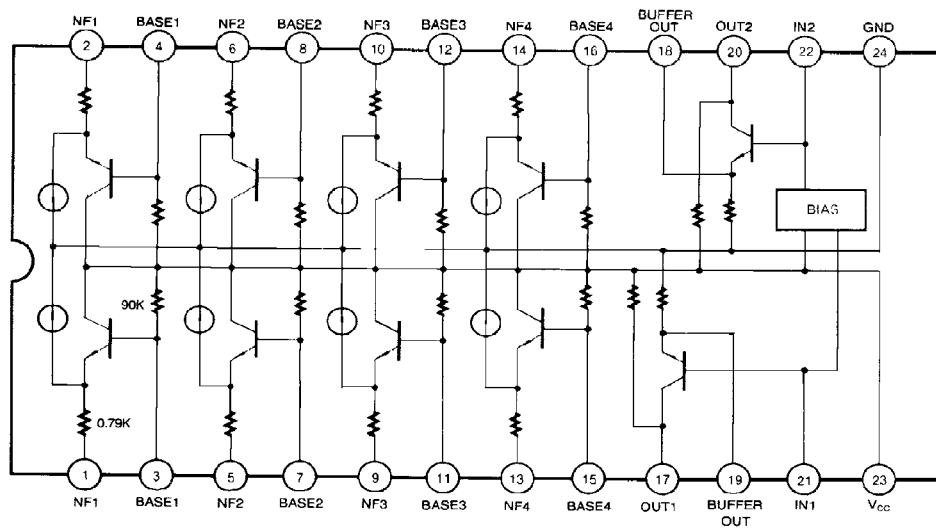 NF1 BASE1 NF2 BASE2 NF3 BASE3 NF4 BASE4 BUFFER OUT OUT2 IN2 GND
2 4 6 8 10 12 14 16 18 20 22 24
BIAS
90K
0.79K
1 3 5 7 9 11 13 15 17 19 21 23
NF1 BASE1 NF2 BASE2 NF3 BASE3 NF4 BASE4 OUT1 BUFFER OUT IN1 VCC